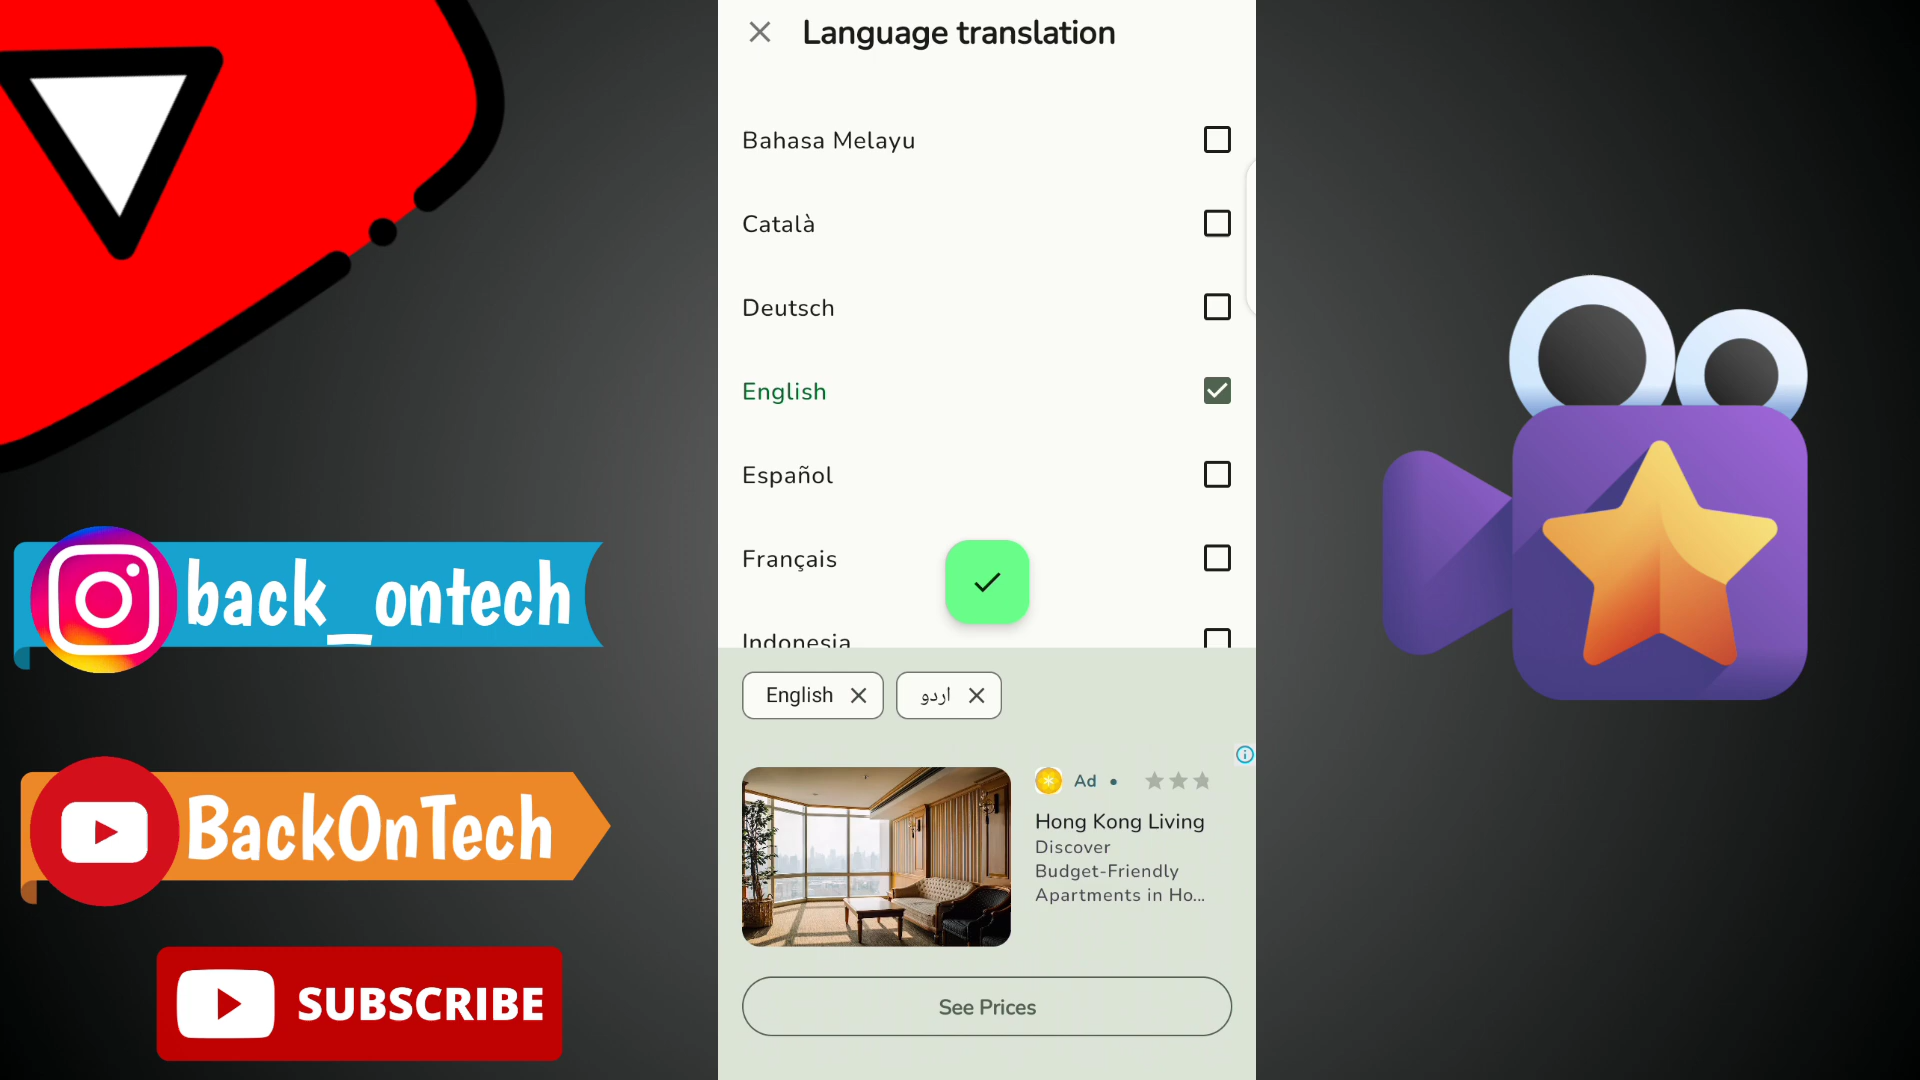 Language translation
Bahasa Melayu
Català
Deutsch
English
Español
Français
Indonesia
English
اردو
Ad
Hong Kong Living
Discover
Budget-Friendly
Apartments in Ho...
See Prices
back_ontech
BackOnTech
SUBSCRIBE